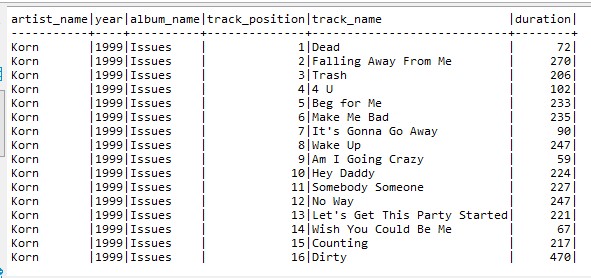 artist_name|year|album_name|track_position|track_name             |duration|
-----------+----+----------+--------------+-----------------------+--------+
Korn       |1999|Issues    |             1|Dead                   |      72|
Korn       |1999|Issues    |             2|Falling Away From Me   |     270|
Korn       |1999|Issues    |             3|Trash                  |     206|
Korn       |1999|Issues    |             4|4 U                    |     102|
Korn       |1999|Issues    |             5|Beg for Me             |     233|
Korn       |1999|Issues    |             6|Make Me Bad            |     235|
Korn       |1999|Issues    |             7|It's Gonna Go Away     |      90|
Korn       |1999|Issues    |             8|Wake Up                |     247|
Korn       |1999|Issues    |             9|Am I Going Crazy       |      59|
Korn       |1999|Issues    |            10|Hey Daddy              |     224|
Korn       |1999|Issues    |            11|Somebody Someone       |     227|
Korn       |1999|Issues    |            12|No Way                 |     247|
Korn       |1999|Issues    |            13|Let's Get This Party Started|     221|
Korn       |1999|Issues    |            14|Wish You Could Be Me   |      67|
Korn       |1999|Issues    |            15|Counting               |     217|
Korn       |1999|Issues    |            16|Dirty                  |     470|